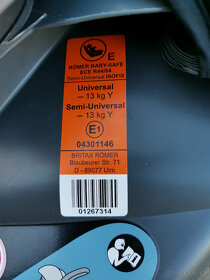 E
RÖMER BABY-SAFE
ECE R44/04
Semi-Universal ISOFIX
Universal
– 13 kg Y
Semi-Universal
– 13 kg Y
E1
04301146
BRITAX RÖMER
Blaubeurer Str. 71
D - 89077 Ulm
01267314